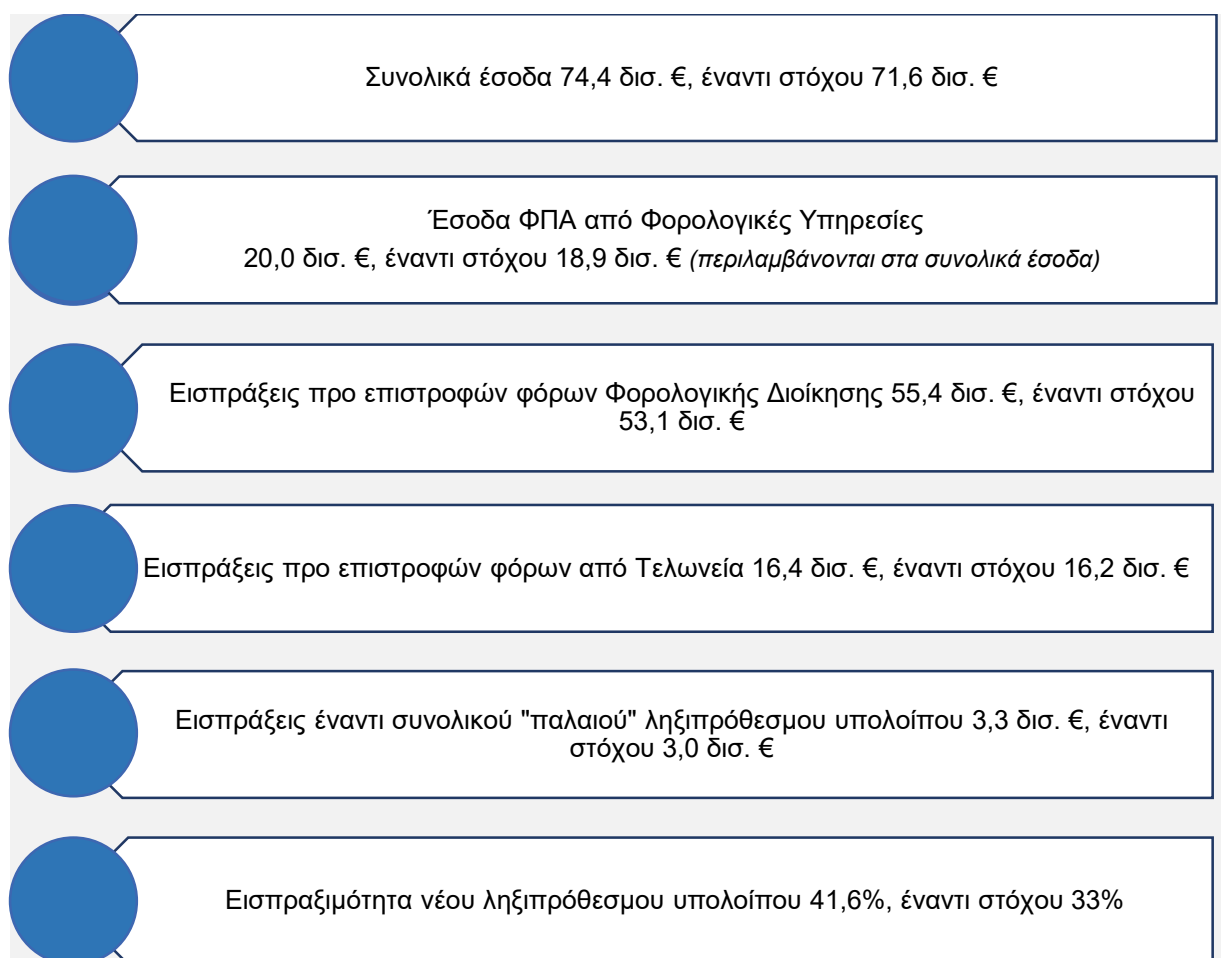 Συνολικά έσοδα 74,4 δισ. €, έναντι στόχου 71,6 δισ. €
Έσοδα ΦΠΑ από Φορολογικές Υπηρεσίες
20,0 δισ. €, έναντι στόχου 18,9 δισ. € (περιλαμβάνονται στα συνολικά έσοδα)
Εισπράξεις προ επιστροφών φόρων Φορολογικής Διοίκησης 55,4 δισ. €, έναντι στόχου
53,1 δισ. €
Εισπράξεις προ επιστροφών φόρων από Τελωνεία 16,4 δισ. €, έναντι στόχου 16,2 δισ. €
Εισπράξεις έναντι συνολικού "παλαιού" ληξιπρόθεσμου υπολοίπου 3,3 δισ. €, έναντι
στόχου 3,0 δισ. €
Εισπραξιμότητα νέου ληξιπρόθεσμου υπολοίπου 41,6%, έναντι στόχου 33%